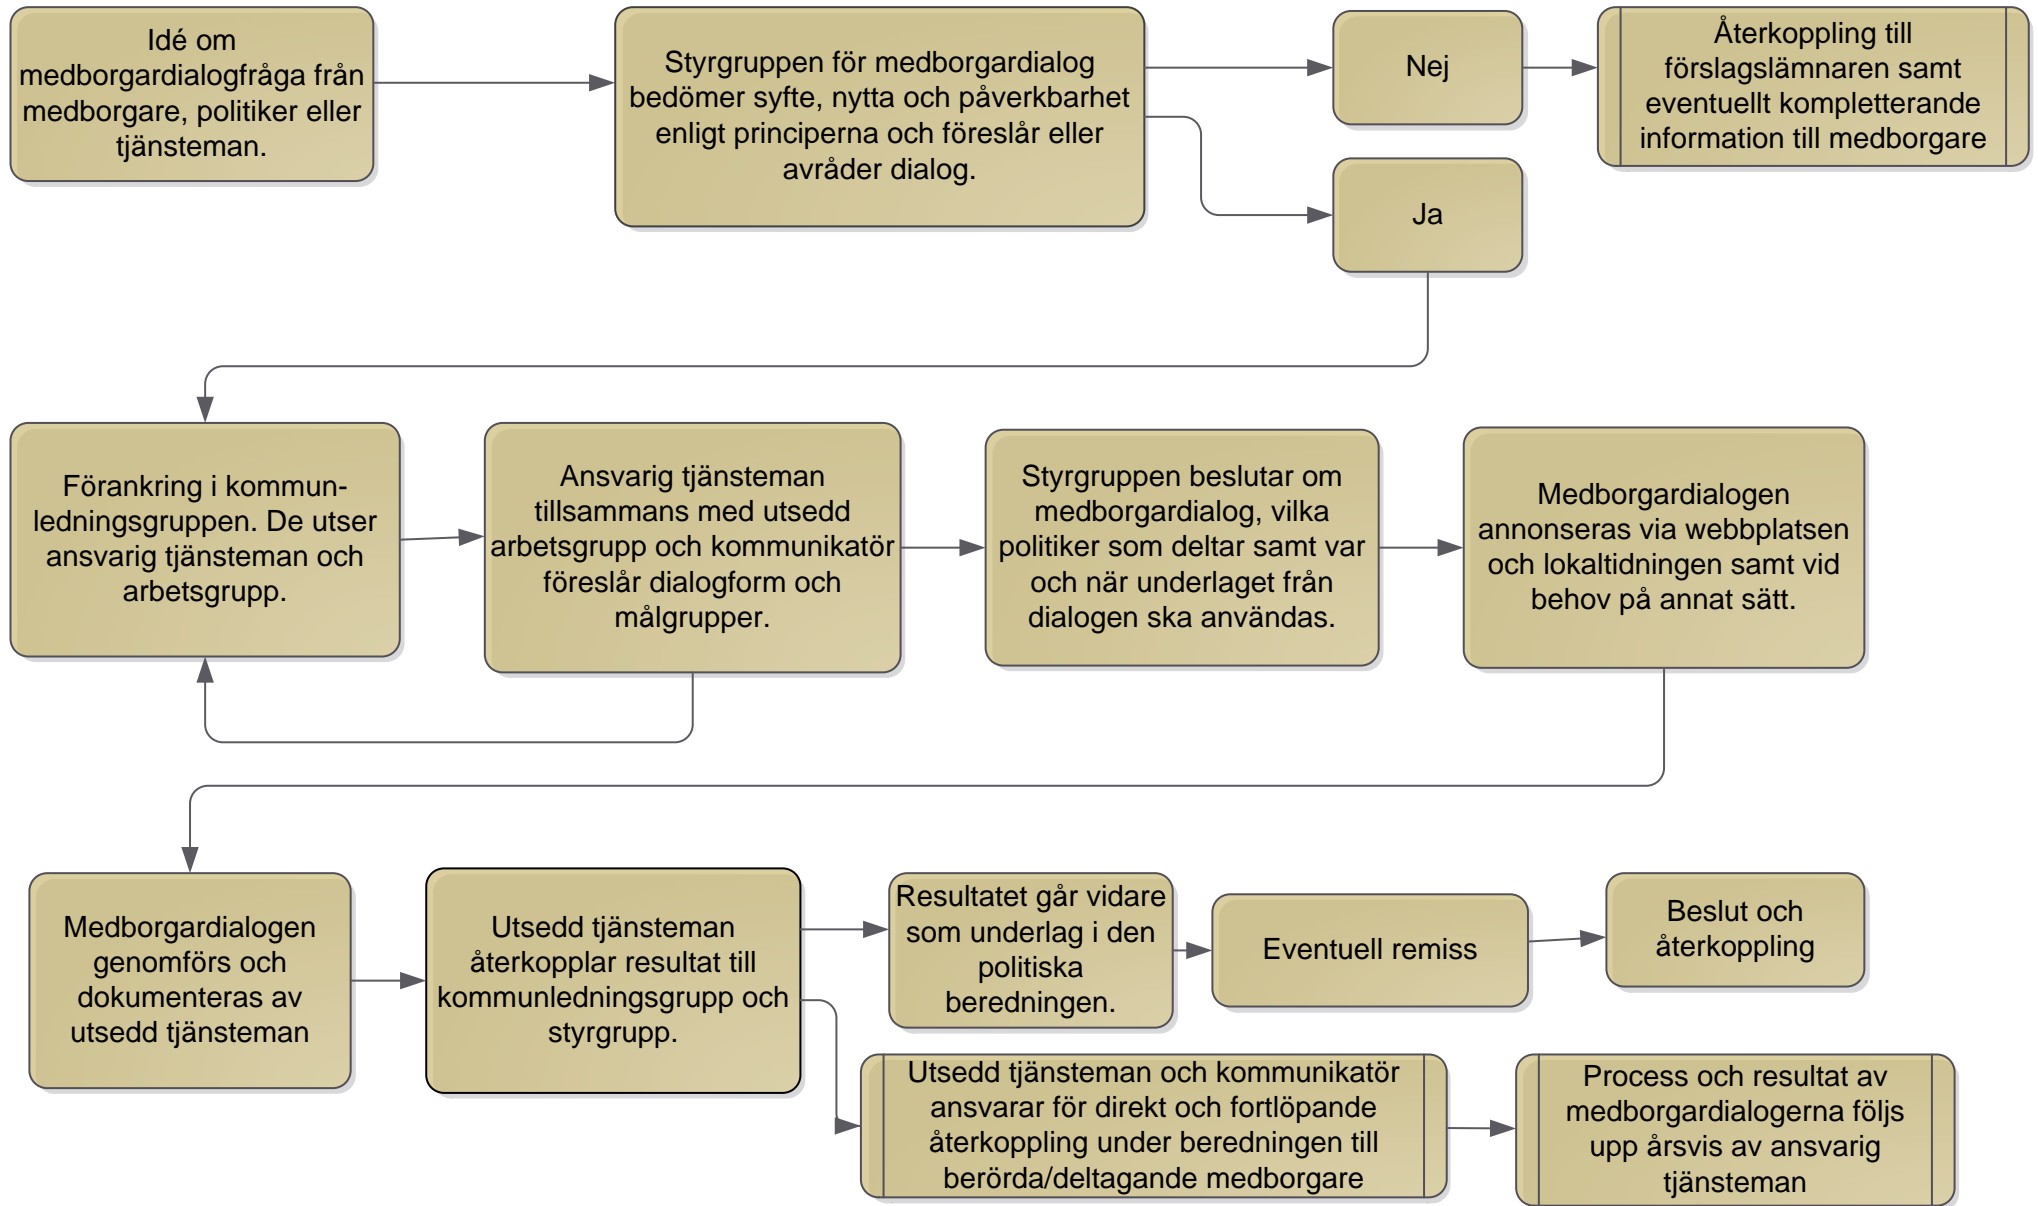 Idé om
medborgardialogfråga från
medborgare, politiker eller
tjänsteman.
Styrgruppen för medborgardialog
bedömer syfte, nytta och påverkbarhet
enligt principerna och föreslår eller
avråder dialog.
Nej
Återkoppling till
förslagslämnaren samt
eventuellt kompletterande
information till medborgare
Ja
Förankring i kommun-
ledningsgruppen. De utser
ansvarig tjänsteman och
arbetsgrupp.
Ansvarig tjänsteman
tillsammans med utsedd
arbetsgrupp och kommunikatör
föreslår dialogform och
målgrupper.
Styrgruppen beslutar om
medborgardialog, vilka
politiker som deltar samt var
och när underlaget från
dialogen ska användas.
Medborgardialogen
annonseras via webbplatsen
och lokaltidningen samt vid
behov på annat sätt.
Medborgardialogen
genomförs och
dokumenteras av
utsedd tjänsteman
Utsedd tjänsteman
återkopplar resultat till
kommunledningsgrupp och
styrgrupp.
Resultatet går vidare
som underlag i den
politiska
beredningen.
Eventuell remiss
Beslut och
återkoppling
Utsedd tjänsteman och kommunikatör
ansvarar för direkt och fortlöpande
återkoppling under beredningen till
berörda/deltagande medborgare
Process och resultat av
medborgardialogerna följs
upp årsvis av ansvarig
tjänsteman